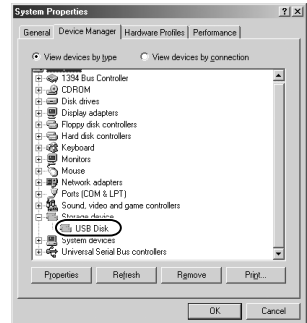 System Properties
General Device Manager Hardware Profiles Performance
View devices by type View devices by connection
1394 Bus Controller
CDROM
Disk drives
Display adapters
Floppy disk controllers
Hard disk controllers
Keyboard
Monitors
Mouse
Network adapters
Ports (COM & LPT)
Sound, video and game controllers
Storage device
USB Disk
System devices
Universal Serial Bus controllers
Properties Refresh Remove Print...
OK Cancel